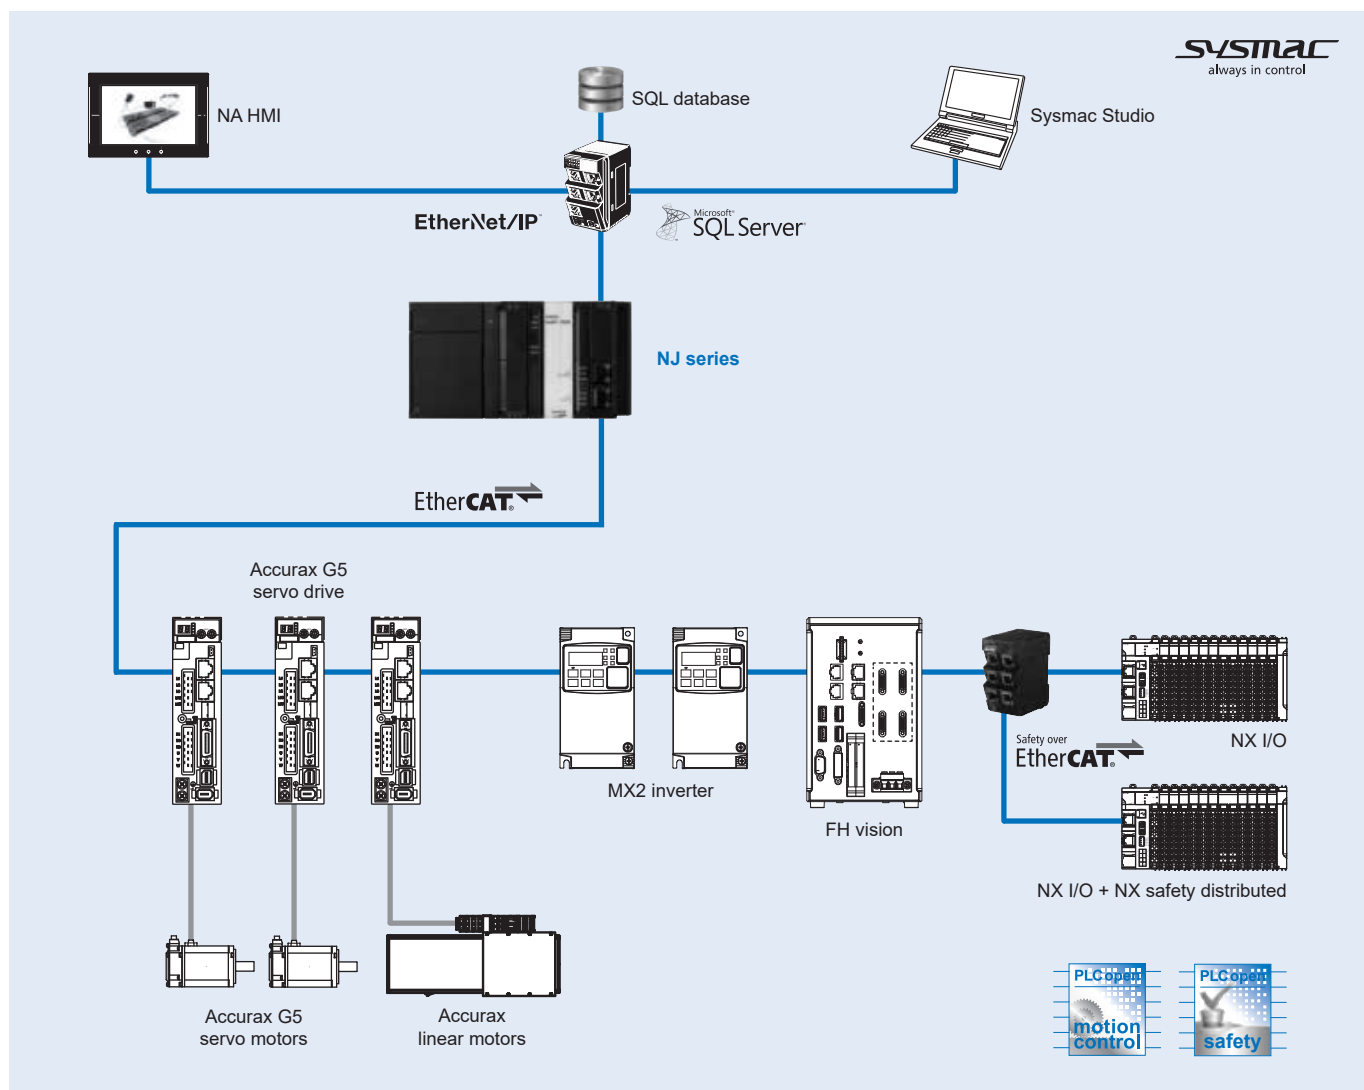 sysmac
always in control
NA HMI
SQL database
Sysmac Studio
EtherNet/IP™
Microsoft®
SQL Server®
NJ series
EtherCAT®
Accurax G5
servo drive
MX2 inverter
FH vision
Safety over
EtherCAT®
NX I/O
NX I/O + NX safety distributed
Accurax G5
servo motors
Accurax
linear motors
PLCopen
motion
control
PLCopen
safety